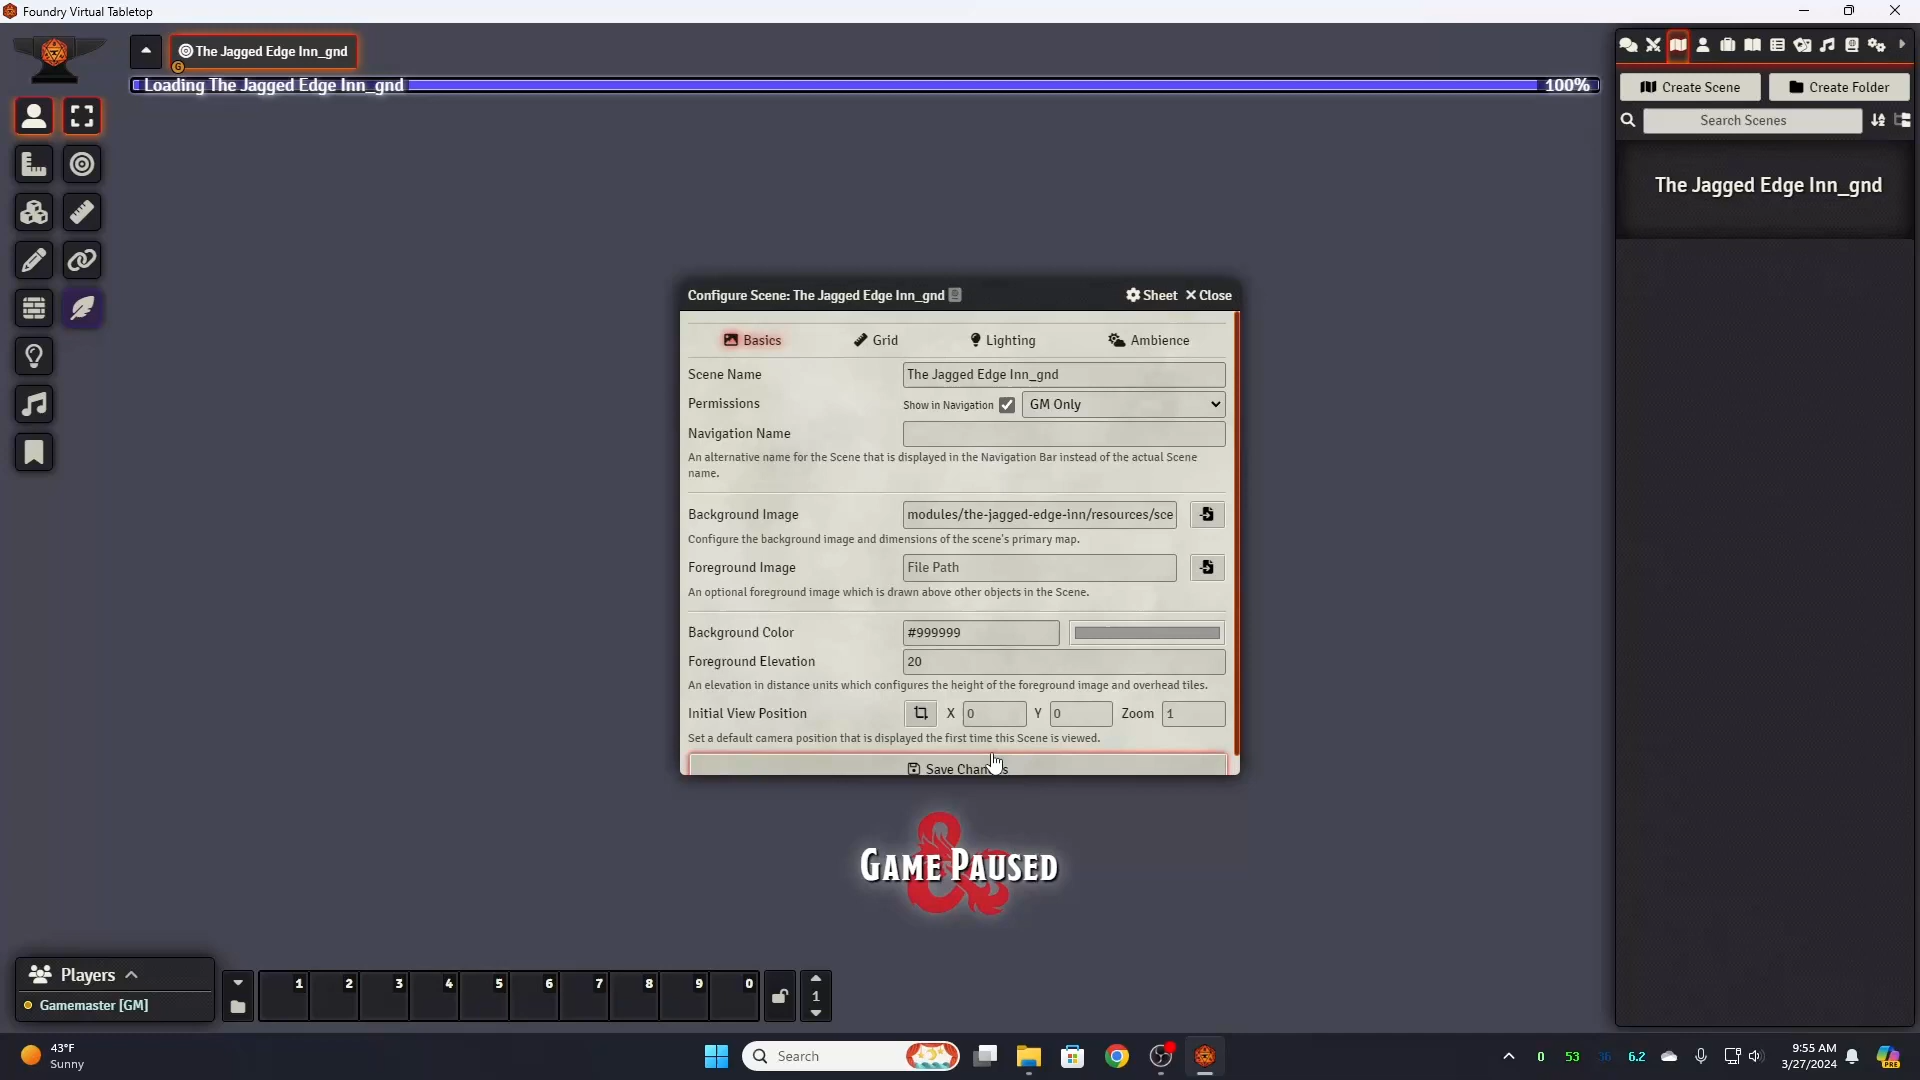 Foundry Virtual Tabletop
The Jagged Edge Inn_gnd
G
Loading The Jagged Edge Inn_gnd 100%
Create Scene Create Folder
Search Scenes
The Jagged Edge Inn_gnd
Configure Scene: The Jagged Edge Inn_gnd Sheet Close
Basics Grid Lighting Ambience
Scene Name The Jagged Edge Inn_gnd
Permissions Show in Navigation GM Only
Navigation Name
An alternative name for the Scene that is displayed in the Navigation Bar instead of the actual Scene
name.
Background Image modules/the-jagged-edge-inn/resources/sce
Configure the background image and dimensions of the scene's primary map.
Foreground Image File Path
An optional foreground image which is drawn above other objects in the Scene.
Background Color #999999
Foreground Elevation 20
An elevation in distance units which configures the height of the foreground image and overhead tiles.
Initial View Position X 0 Y 0 Zoom 1
Set a default camera position that is displayed the first time this Scene is viewed.
Save Changes
GAME PAUSED
Players
Gamemaster [GM]
1 2 3 4 5 6 7 8 9 0
1
43°F
Sunny
Search
0 53 36 6.2
9:55 AM
3/27/2024
PRE